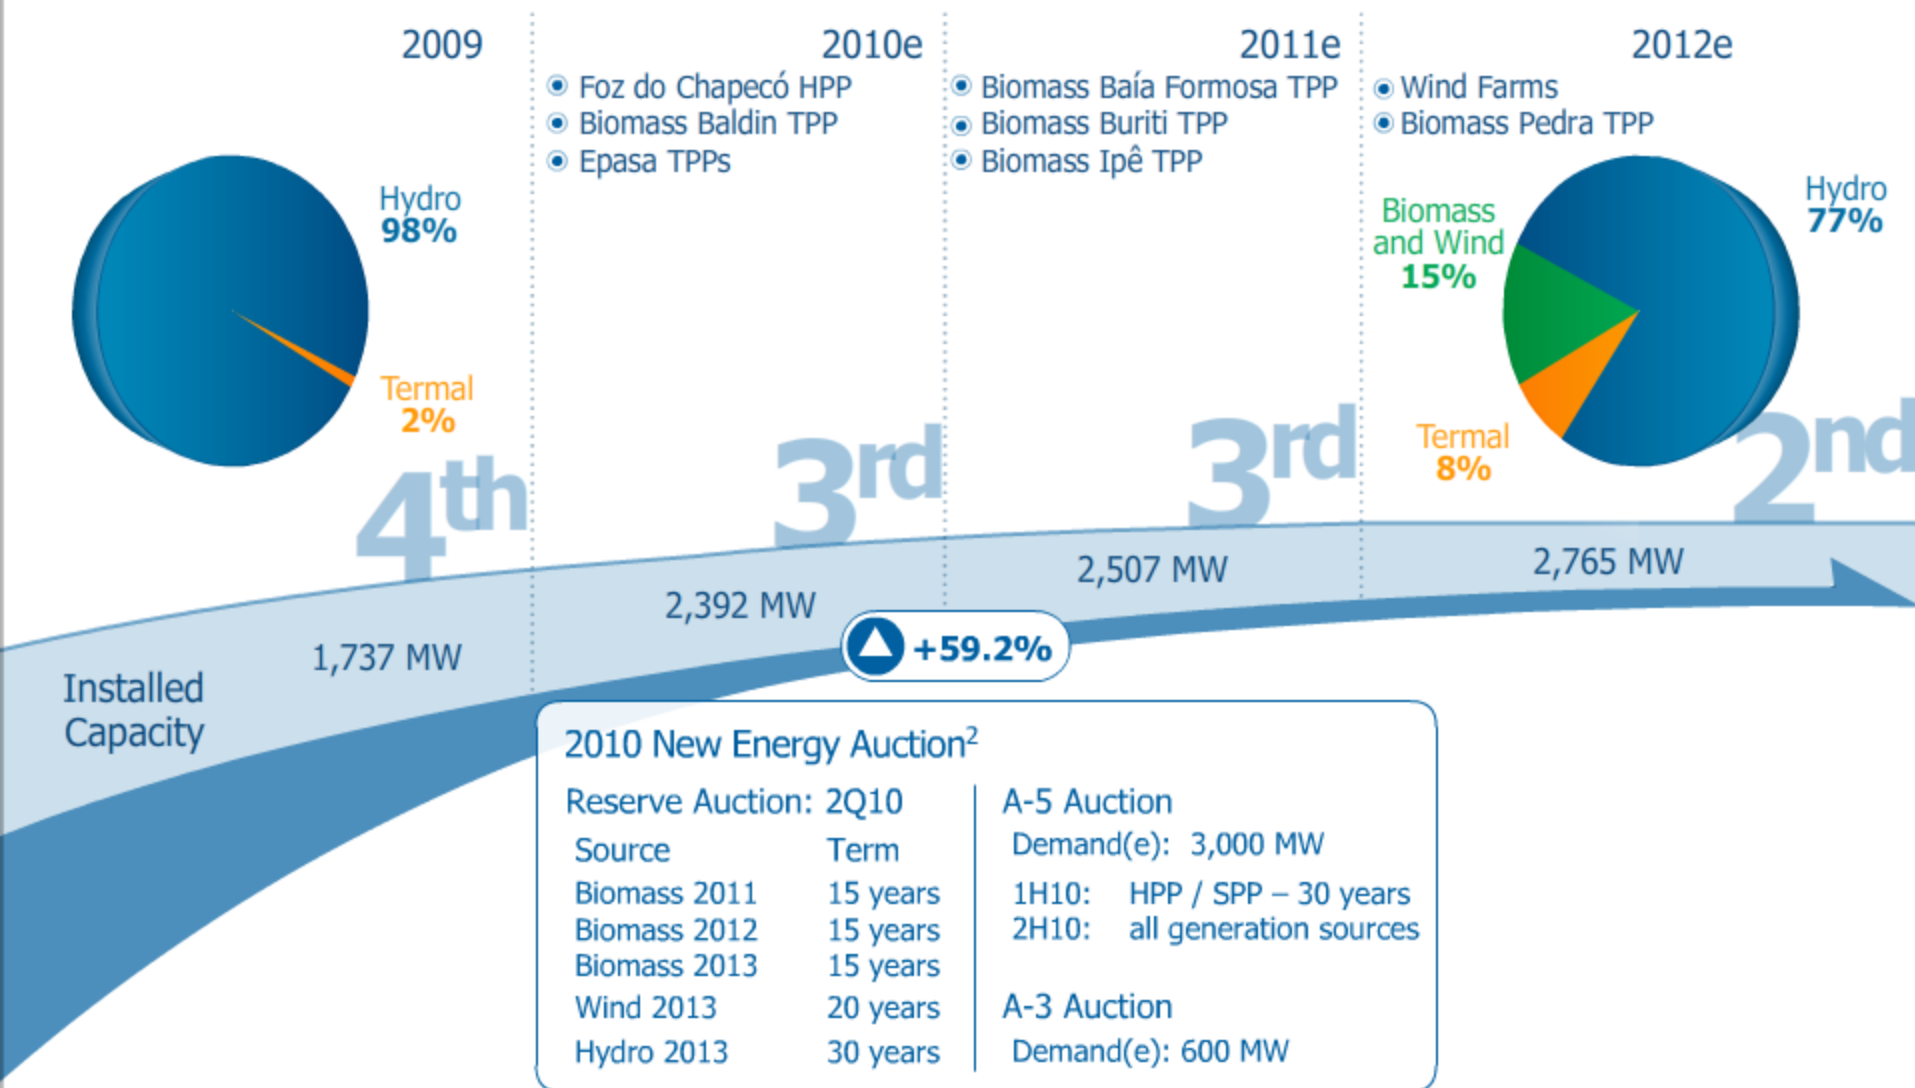 2009
2010e
2011e
2012e
Foz do Chapecó HPP
Biomass Baldin TPP
Epasa TPPs
Biomass Baía Formosa TPP
Biomass Buriti TPP
Biomass Ipê TPP
Wind Farms
Biomass Pedra TPP
Hydro
98%
Termal
2%
Biomass
and Wind
15%
Hydro
77%
Termal
8%
4th
3rd
3rd
2nd
Installed
Capacity
1,737 MW
2,392 MW
2,507 MW
2,765 MW
+59.2%
2010 New Energy Auction2
Reserve Auction: 2Q10
Source Term
Biomass 2011 15 years
Biomass 2012 15 years
Biomass 2013 15 years
Wind 2013 20 years
Hydro 2013 30 years
A-5 Auction
Demand(e): 3,000 MW
1H10: HPP / SPP – 30 years
2H10: all generation sources
A-3 Auction
Demand(e): 600 MW